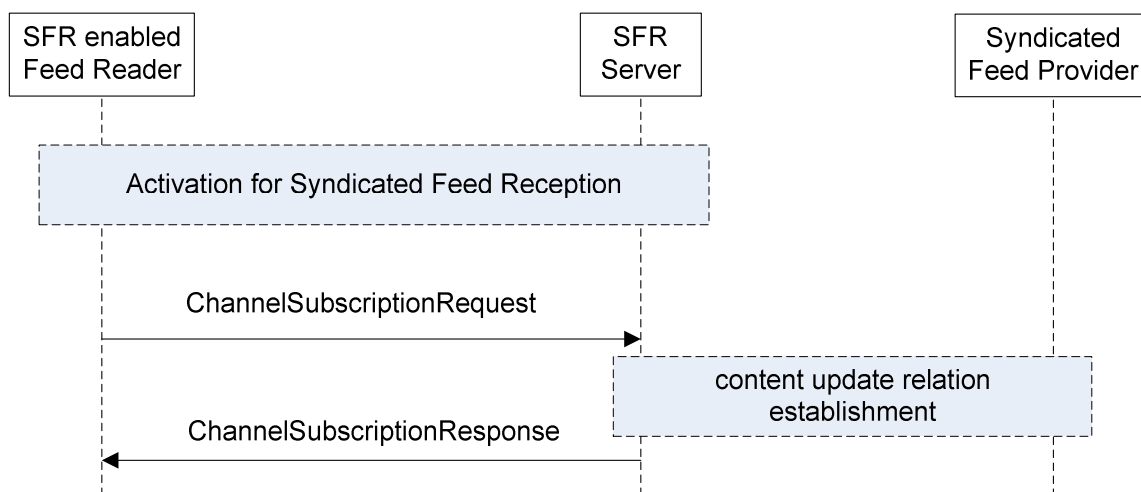 SFR enabled
Feed Reader
SFR
Server
Syndicated
Feed Provider
Activation for Syndicated Feed Reception
ChannelSubscriptionRequest
content update relation
establishment
ChannelSubscriptionResponse